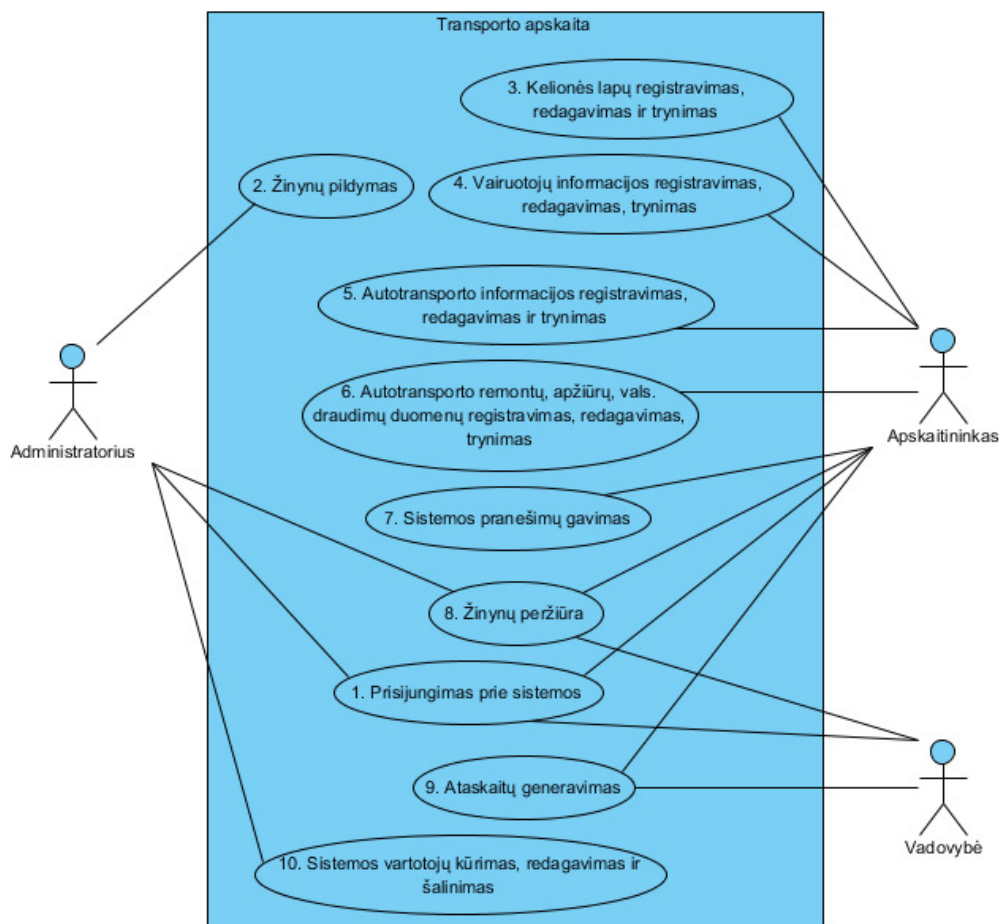 Transporto apskaita
3. Kelionės lapų registravimas,
redagavimas ir trynimas
2. Žinynų pildymas
4. Vairuotojų informacijos registravimas,
redagavimas, trynimas
5. Autotransporto informacijos registravimas,
redagavimas ir trynimas
6. Autotransporto remontų, apžiūrų, vals.
draudimų duomenų registravimas, redagavimas,
trynimas
Administratorius
Apskaitininkas
7. Sistemos pranešimų gavimas
8. Žinynų peržiūra
1. Prisijungimas prie sistemos
9. Ataskaitų generavimas
Vadovybė
10. Sistemos vartotojų kūrimas, redagavimas ir
šalinimas